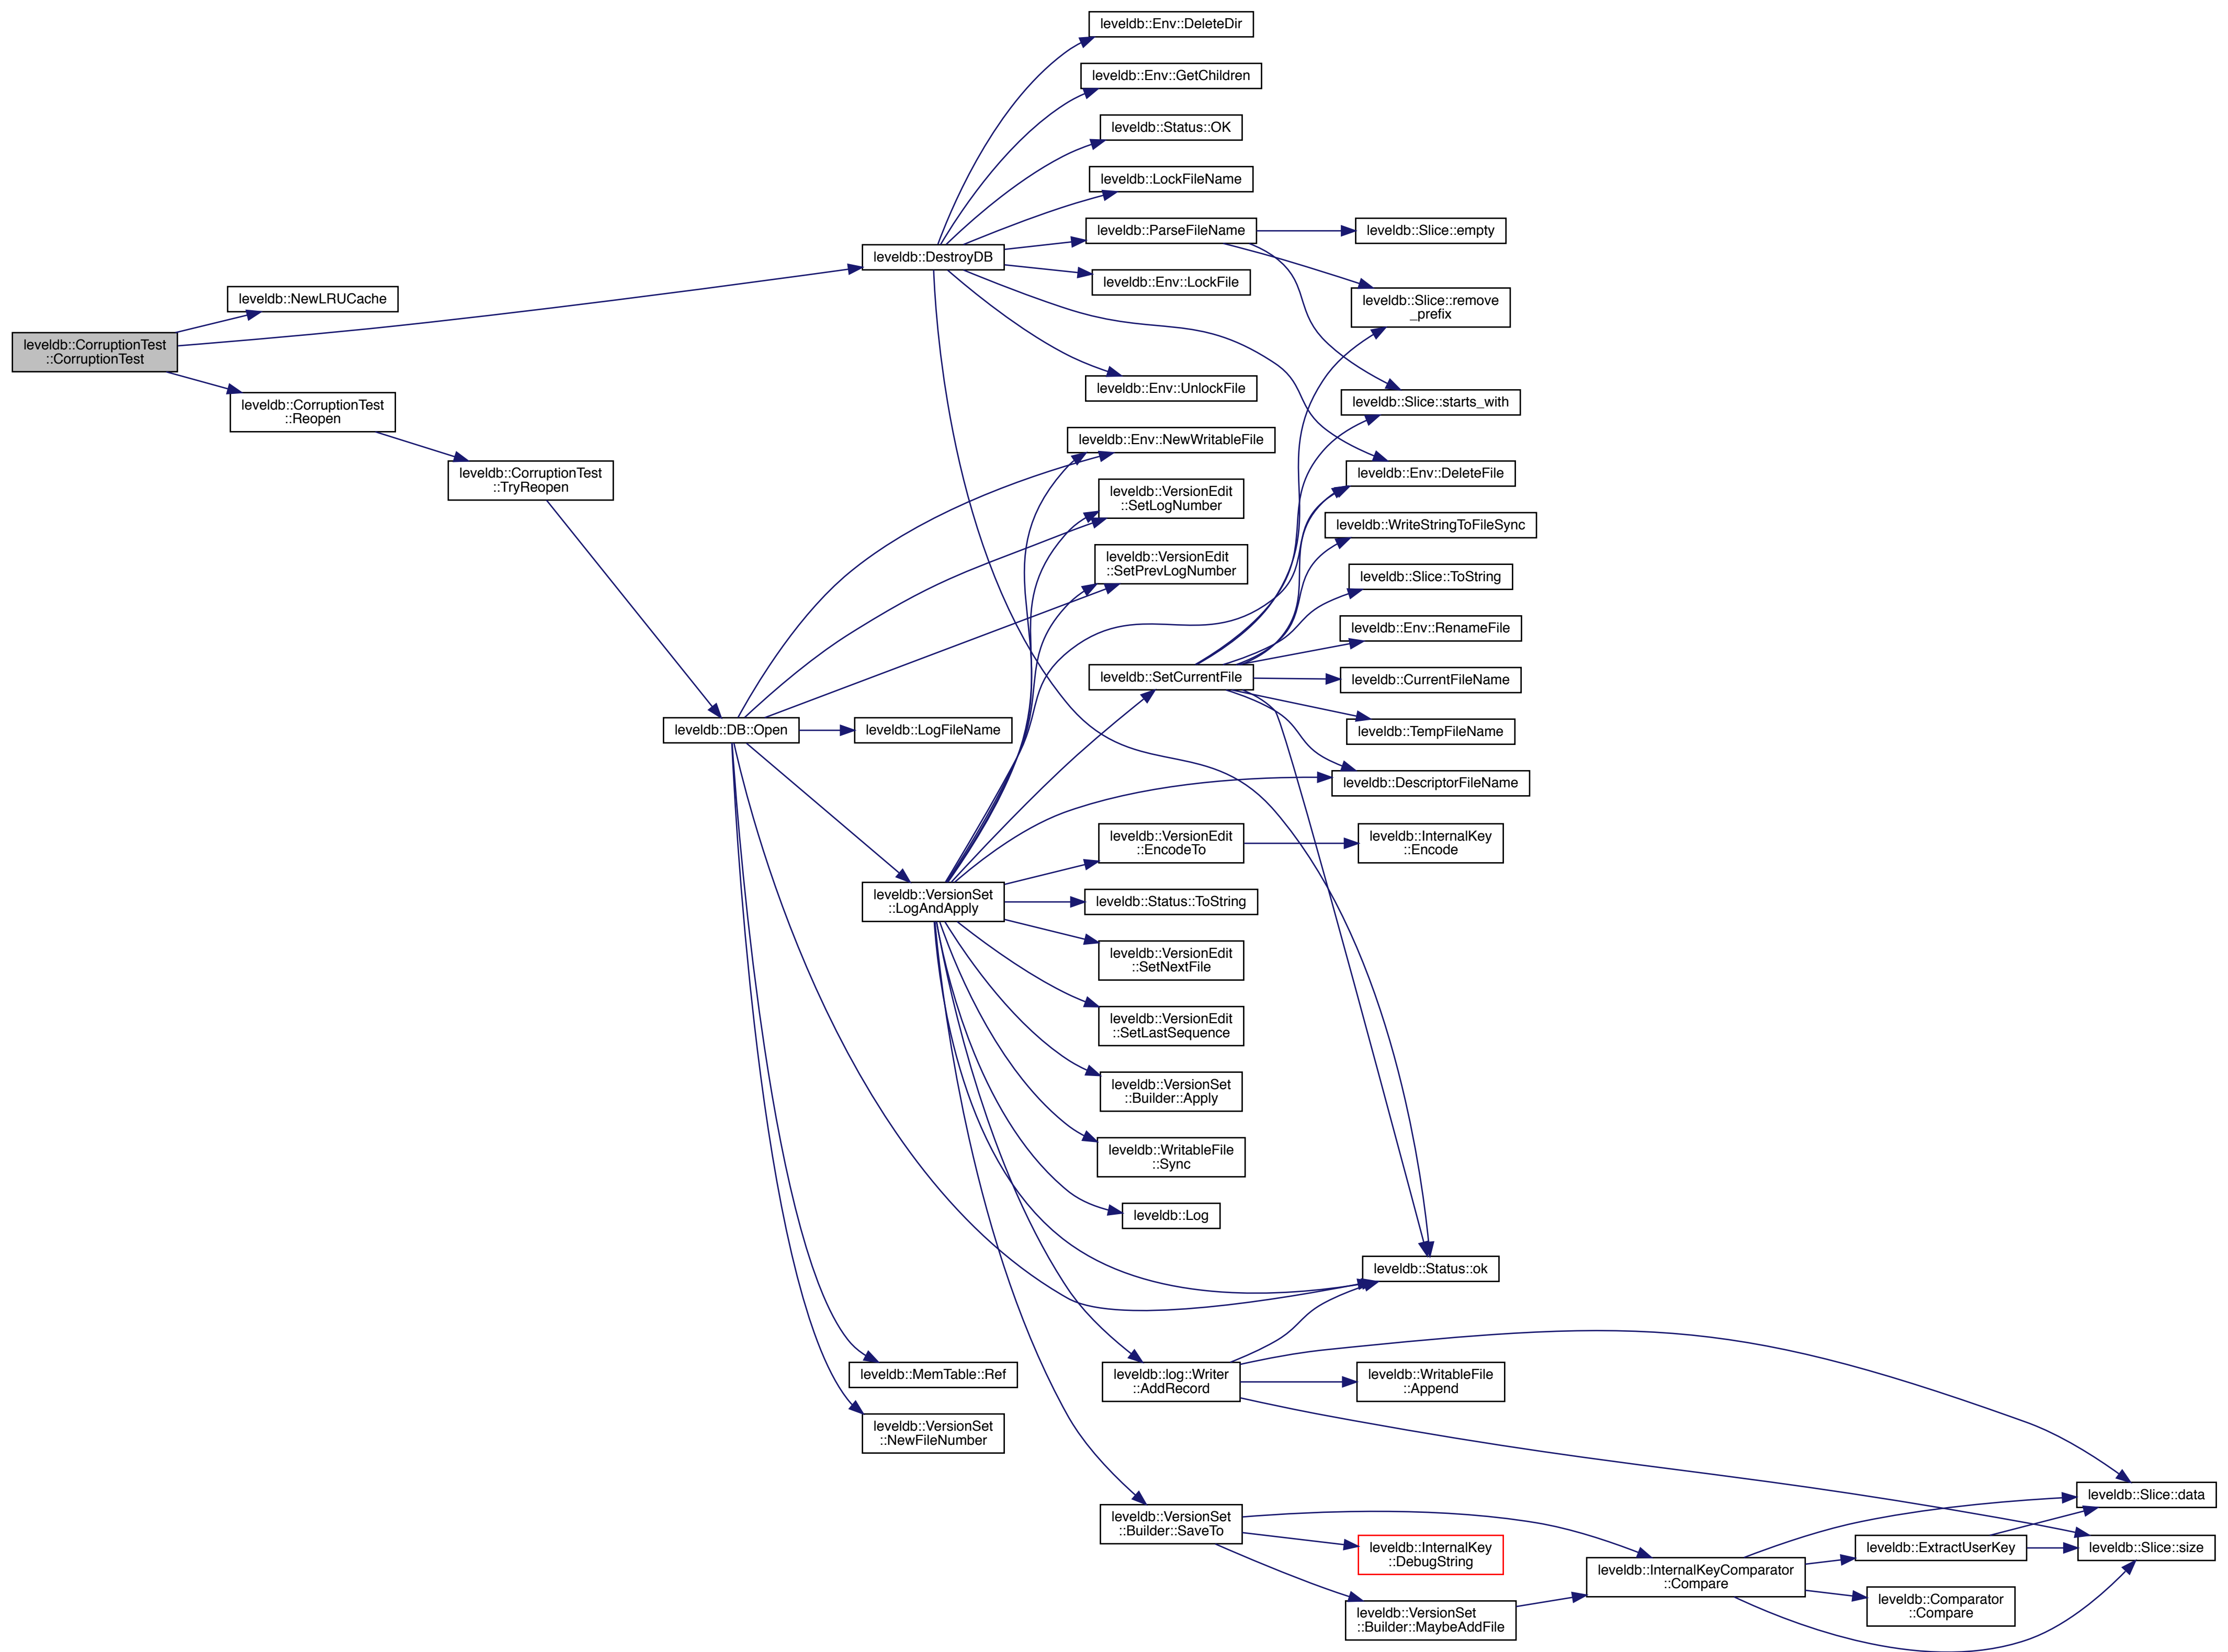 leveldb::CorruptionTest
::CorruptionTest
leveldb::NewLRUCache
leveldb::CorruptionTest
::Reopen
leveldb::CorruptionTest
::TryReopen
leveldb::DB::Open
leveldb::DestroyDB
leveldb::LogFileName
leveldb::VersionSet
::LogAndApply
leveldb::MemTable::Ref
leveldb::VersionSet
::NewFileNumber
leveldb::Env::DeleteDir
leveldb::Env::GetChildren
leveldb::Status::OK
leveldb::LockFileName
leveldb::ParseFileName
leveldb::Env::LockFile
leveldb::Env::UnlockFile
leveldb::Env::NewWritableFile
leveldb::VersionEdit
::SetLogNumber
leveldb::VersionEdit
::SetPrevLogNumber
leveldb::SetCurrentFile
leveldb::VersionEdit
::EncodeTo
leveldb::Status::ToString
leveldb::VersionEdit
::SetNextFile
leveldb::VersionEdit
::SetLastSequence
leveldb::VersionSet
::Builder::Apply
leveldb::WritableFile
::Sync
leveldb::Log
leveldb::log::Writer
::AddRecord
leveldb::VersionSet
::Builder::SaveTo
leveldb::Slice::empty
leveldb::Slice::remove
_prefix
leveldb::Slice::starts_with
leveldb::Env::DeleteFile
leveldb::WriteStringToFileSync
leveldb::Slice::ToString
leveldb::Env::RenameFile
leveldb::CurrentFileName
leveldb::TempFileName
leveldb::DescriptorFileName
leveldb::InternalKey
::Encode
leveldb::Status::ok
leveldb::WritableFile
::Append
leveldb::InternalKey
::DebugString
leveldb::VersionSet
::Builder::MaybeAddFile
leveldb::InternalKeyComparator
::Compare
leveldb::ExtractUserKey
leveldb::Comparator
::Compare
leveldb::Slice::data
leveldb::Slice::size